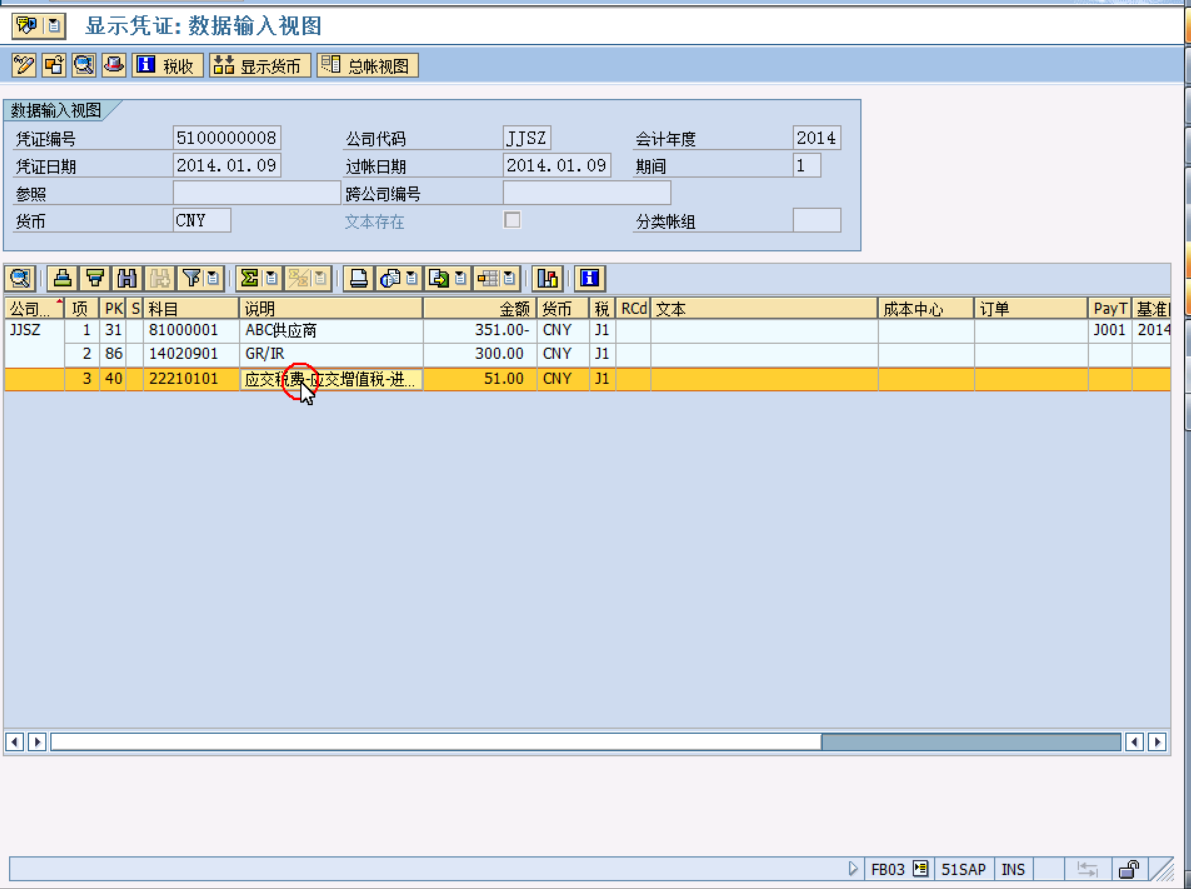 显示凭证: 数据输入视图
税收 显示货币 总帐视图
数据输入视图
凭证编号 5100000008 公司代码 JJSZ 会计年度 2014
凭证日期 2014.01.09 过帐日期 2014.01.09 期间 1
参照 跨公司编号
货币 CNY 文本存在 分类帐组
公司... 项 PK S 科目 说明 金额 货币 税 RCd 文本 成本中心 订单 PayT 基准
JJSZ 1 31 81000001 ABC供应商 351.00- CNY J1 J001 2014
2 86 14020901 GR/IR 300.00 CNY J1
3 40 22210101 应交税费-应交增值税-进... 51.00 CNY J1
FB03 51SAP INS